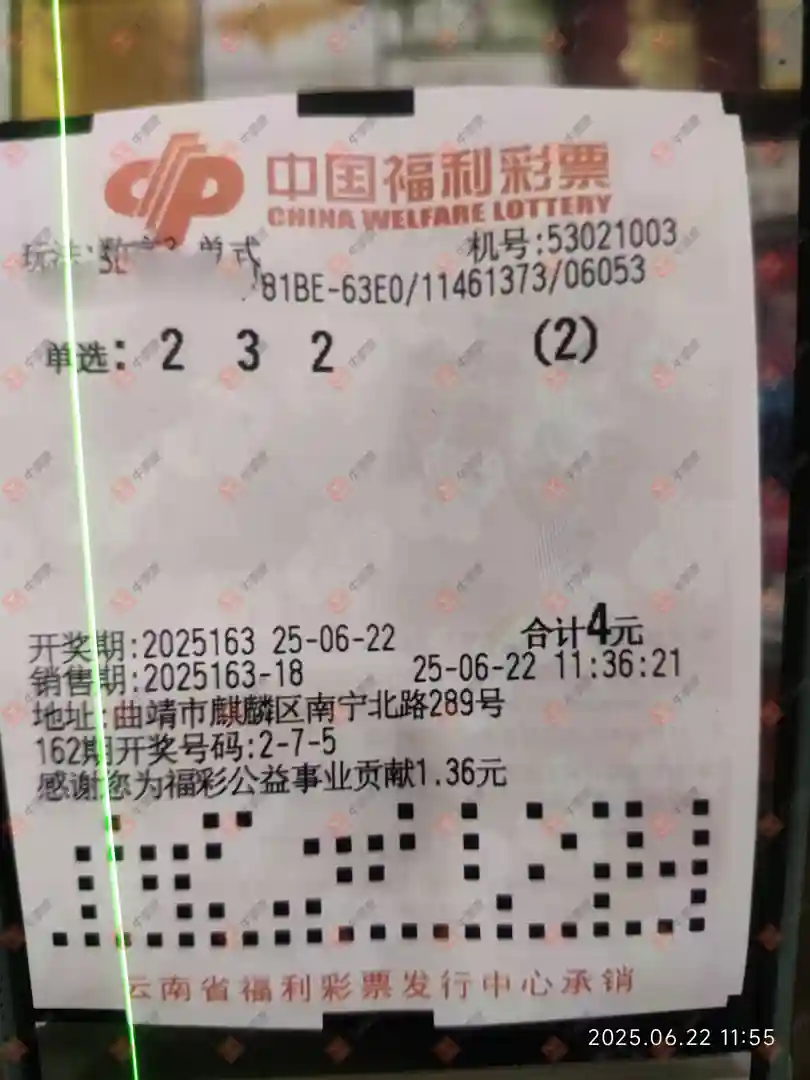 中国福利彩票
CHINA WELFARE LOTTERY
玩法: 单式
机号:53021003
81BE-63E0/11461373/06053
单选: 2 3 2 (2)
开奖期:2025163 25-06-22 合计4元
销售期:2025163-18 25-06-22 11:36:21
地址:曲靖市麒麟区南宁北路289号
162期开奖号码:2-7-5
感谢您为福彩公益事业贡献1.36元
云南省福利彩票发行中心承销
2025.06.22 11:55